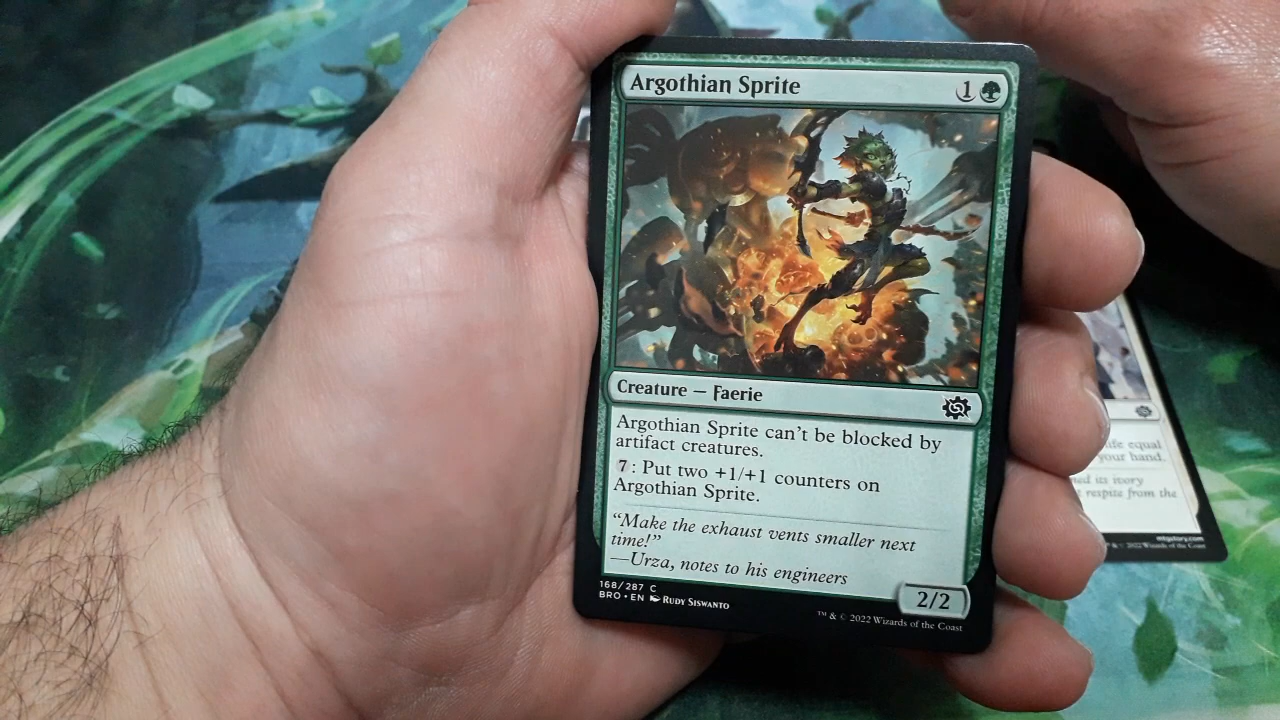 Argothian Sprite 1
Creature — Faerie
Argothian Sprite can't be blocked by
artifact creatures.
7: Put two +1/+1 counters on
Argothian Sprite.
"Make the exhaust vents smaller next
time!"
—Urza, notes to his engineers
2/2
168/287 C
BRO • EN Rudy Siswanto
™ & © 2022 Wizards of the Coast
life equal
your hand.
its ivory
respite from the
mtgstory.com
& © 2022 Wizards of the Coast